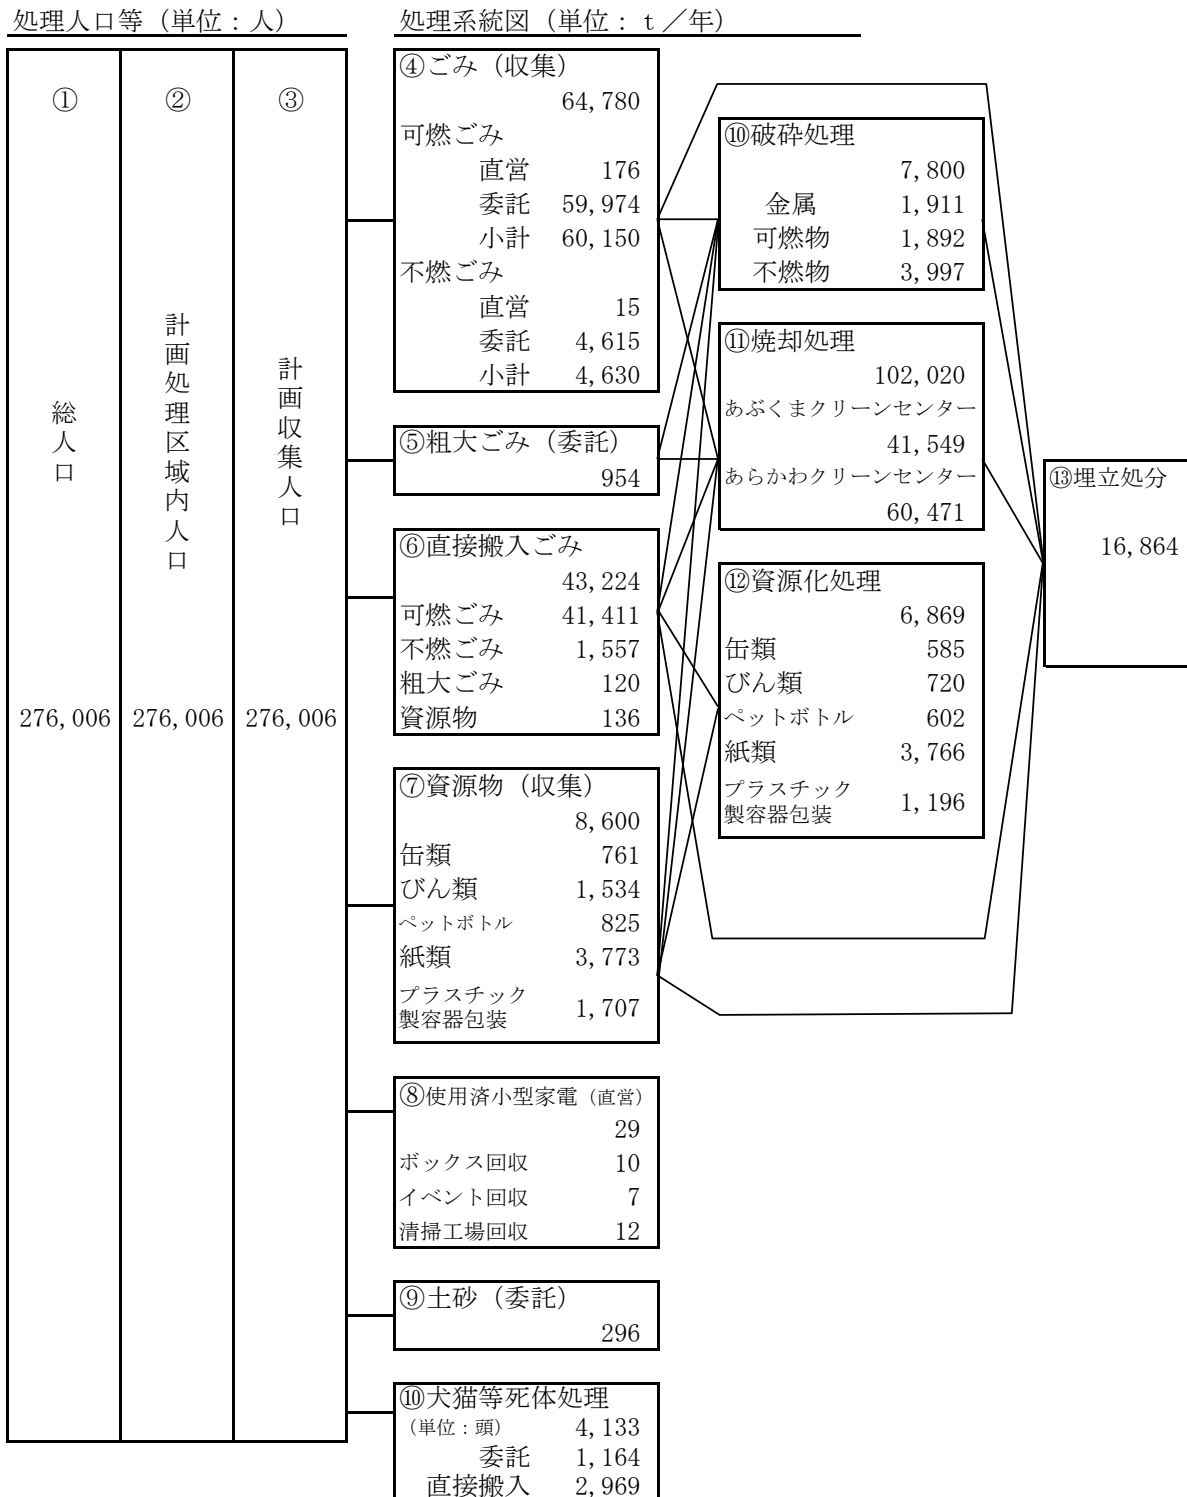 処理人口等（単位：人）
処理系統図（単位：ｔ／年）
①
総人口
276,006
②
計画処理区域内人口
276,006
③
計画収集人口
276,006
④ごみ（収集）
64,780
可燃ごみ
直営 176
委託 59,974
小計 60,150
不燃ごみ
直営 15
委託 4,615
小計 4,630
⑤粗大ごみ（委託）
954
⑥直接搬入ごみ
43,224
可燃ごみ 41,411
不燃ごみ 1,557
粗大ごみ 120
資源物 136
⑦資源物（収集）
8,600
缶類 761
びん類 1,534
ペットボトル 825
紙類 3,773
プラスチック
製容器包装 1,707
⑧使用済小型家電（直営）
29
ボックス回収 10
イベント回収 7
清掃工場回収 12
⑨土砂（委託）
296
⑩犬猫等死体処理
（単位：頭） 4,133
委託 1,164
直接搬入 2,969
⑩破砕処理
7,800
金属 1,911
可燃物 1,892
不燃物 3,997
⑪焼却処理
102,020
あぶくまクリーンセンター
41,549
あらかわクリーンセンター
60,471
⑫資源化処理
6,869
缶類 585
びん類 720
ペットボトル 602
紙類 3,766
プラスチック
製容器包装 1,196
⑬埋立処分
16,864